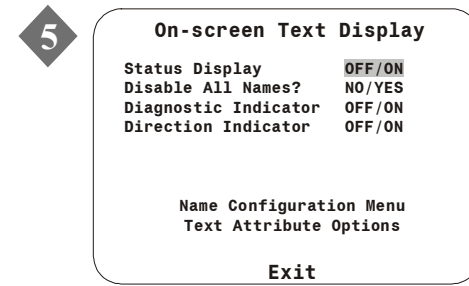 5
On-screen Text Display
Status Display OFF/ON
Disable All Names? NO/YES
Diagnostic Indicator OFF/ON
Direction Indicator OFF/ON
Name Configuration Menu
Text Attribute Options
Exit